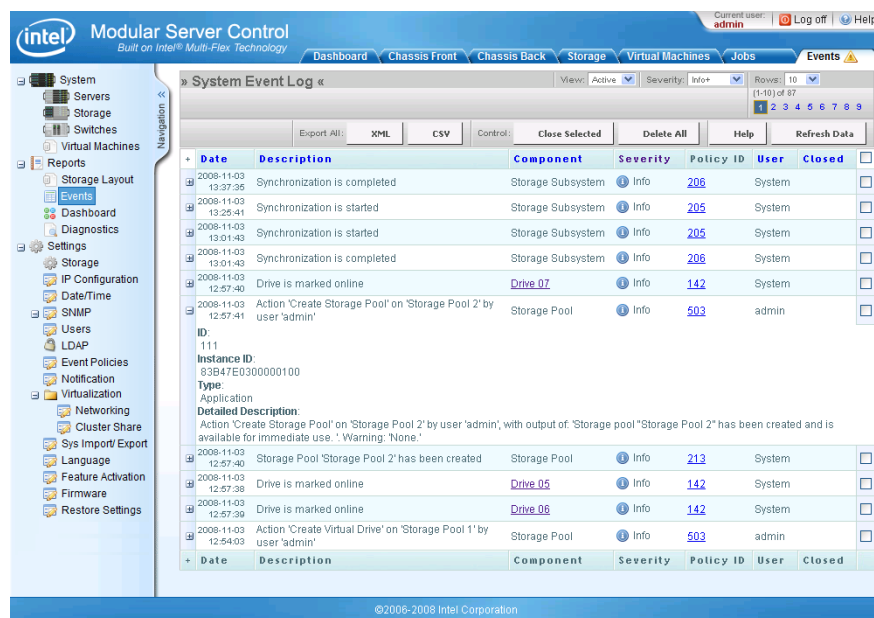 intel
Modular Server Control
Built on Intel® Multi-Flex Technology
Current user:
admin
Log off
Help
Dashboard
Chassis Front
Chassis Back
Storage
Virtual Machines
Jobs
Events
System
Servers
Storage
Switches
Virtual Machines
Reports
Storage Layout
Events
Dashboard
Diagnostics
Settings
Storage
IP Configuration
Date/Time
SNMP
Users
LDAP
Event Policies
Notification
Virtualization
Networking
Cluster Share
Sys Import/ Export
Language
Feature Activation
Firmware
Restore Settings
«
Navigation
» System Event Log «
View: Active Severity: Info+ Rows: 10
(1-10) of 87
1 2 3 4 5 6 7 8 9
Export All: XML CSV Control: Close Selected Delete All Help Refresh Data
+ Date Description Component Severity Policy ID User Closed
2008-11-03 13:37:35 Synchronization is completed Storage Subsystem Info 206 System
2008-11-03 13:25:41 Synchronization is started Storage Subsystem Info 205 System
2008-11-03 13:01:43 Synchronization is started Storage Subsystem Info 205 System
2008-11-03 13:01:43 Synchronization is completed Storage Subsystem Info 206 System
2008-11-03 12:57:40 Drive is marked online Drive 07 Info 142 System
2008-11-03 12:57:41 Action 'Create Storage Pool' on 'Storage Pool 2' by user 'admin' Storage Pool Info 503 admin
ID:
111
Instance ID:
83B47E0300000100
Type:
Application
Detailed Description:
Action 'Create Storage Pool' on 'Storage Pool 2' by user 'admin', with output of: 'Storage pool "Storage Pool 2" has been created and is
available for immediate use. '. Warning: 'None.'
2008-11-03 12:57:40 Storage Pool 'Storage Pool 2' has been created Storage Pool Info 213 System
2008-11-03 12:57:38 Drive is marked online Drive 05 Info 142 System
2008-11-03 12:57:39 Drive is marked online Drive 06 Info 142 System
2008-11-03 12:54:03 Action 'Create Virtual Drive' on 'Storage Pool 1' by user 'admin' Storage Pool Info 503 admin
+ Date Description Component Severity Policy ID User Closed
©2006-2008 Intel Corporation